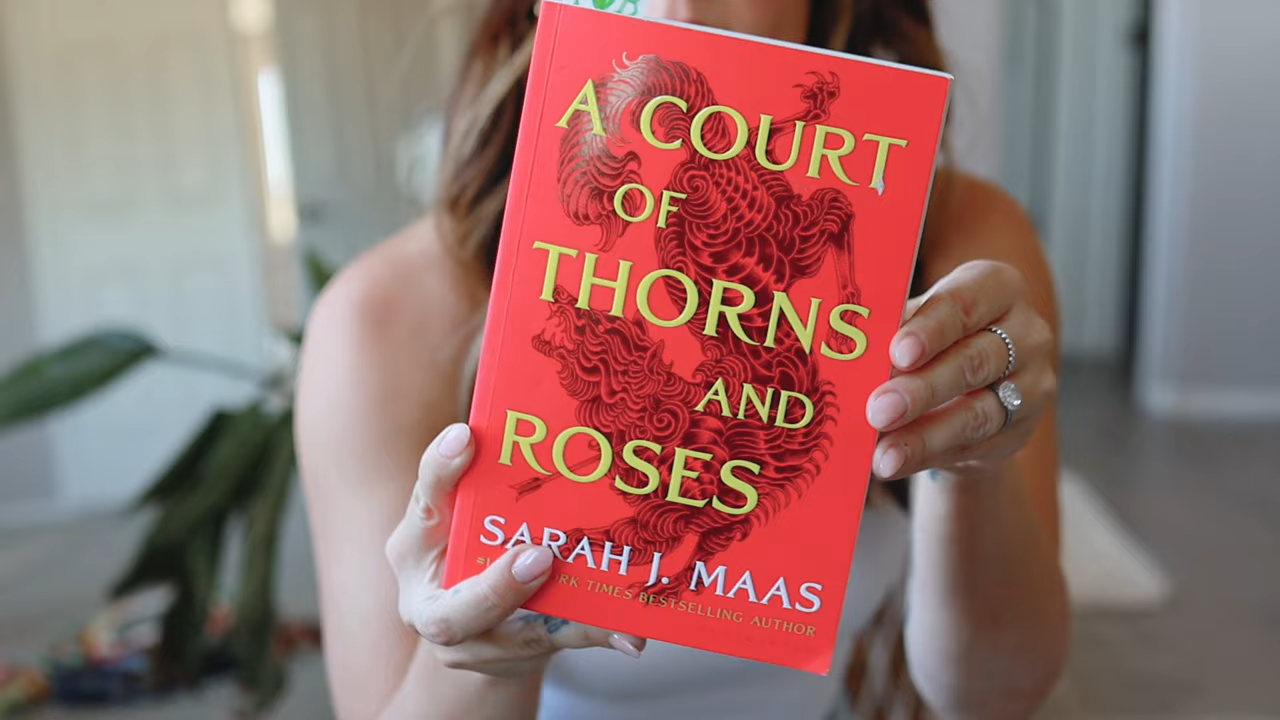 A COURT
OF
THORNS
AND
ROSES
SARAH J. MAAS
TIMES BESTSELLING AUTHOR